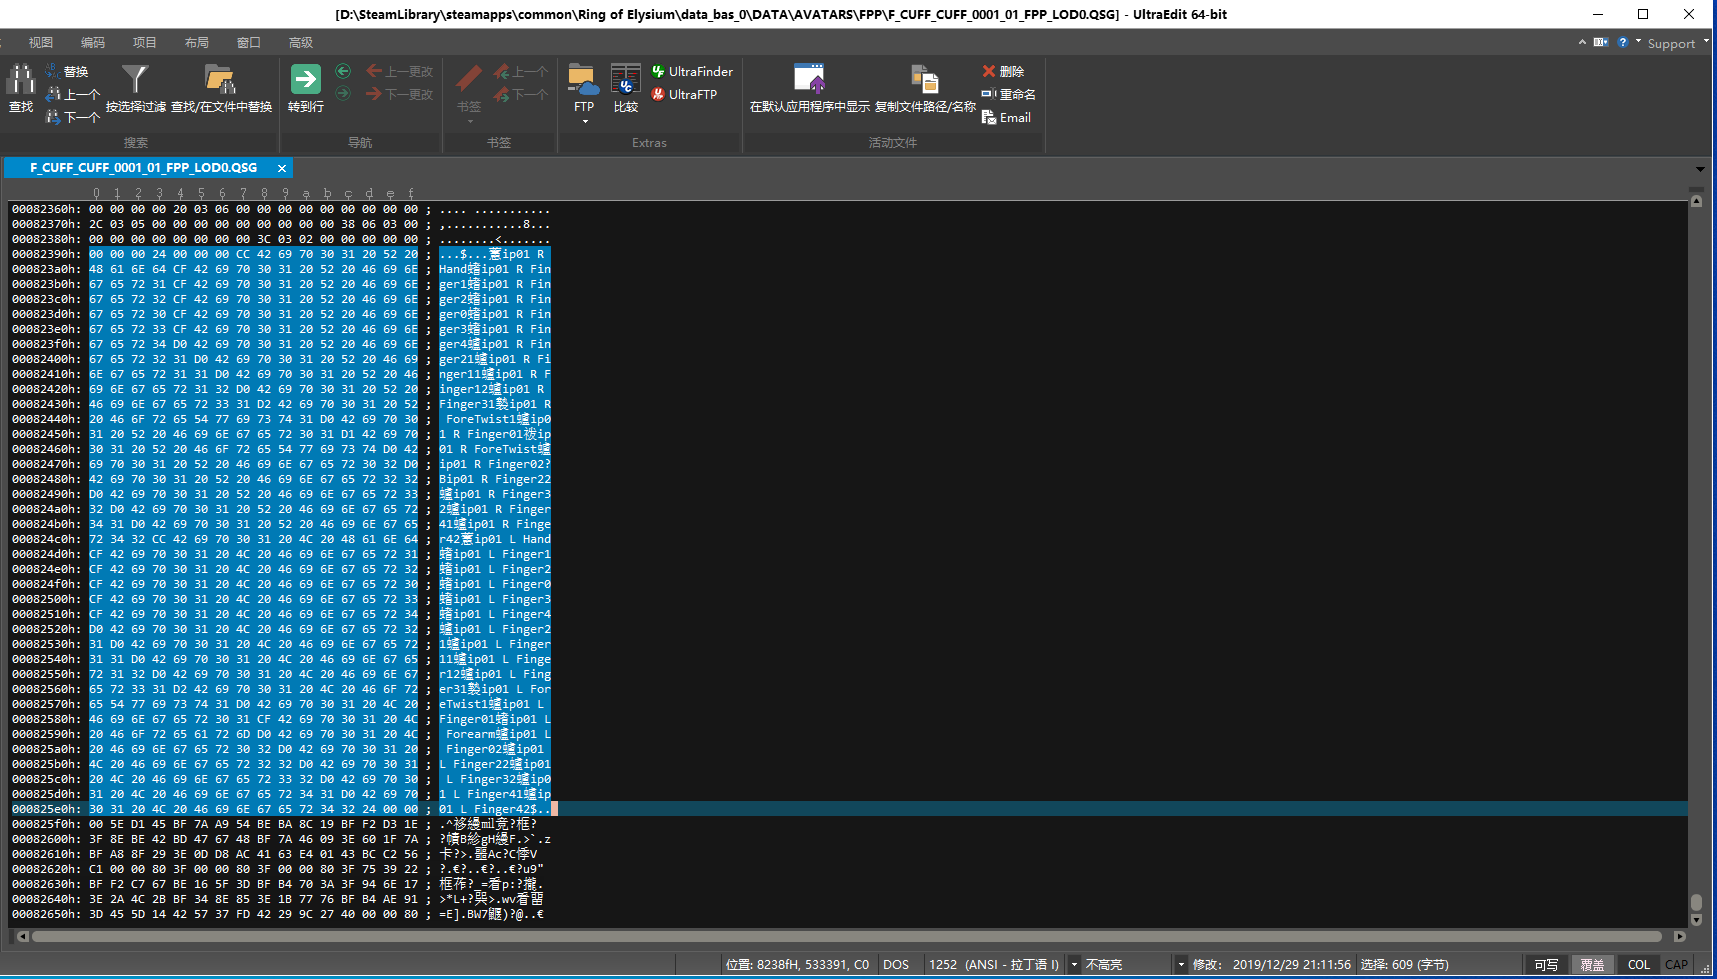 [D:\SteamLibrary\steamapps\common\Ring of Elysium\data_bas_0\DATA\AVATARS\FPP\F_CUFF_CUFF_0001_01_FPP_LOD0.QSG] - UltraEdit 64-bit
视图 编码 项目 布局 窗口 高级 Support
替换 上一更改 上一个 UltraFinder 删除
查找 上一个 按选择过滤 查找/在文件中替换 转到行 下一更改 书签 下一个 FTP 比较 UltraFTP 在默认应用程序中显示 复制文件路径/名称 重命名
下一个 Email
搜索 导航 书签 Extras 活动文件
F_CUFF_CUFF_0001_01_FPP_LOD0.QSG
0 1 2 3 4 5 6 7 8 9 a b c d e f
00082360h: 00 00 00 00 20 03 06 00 00 00 00 00 00 00 00 00 ; .... ...........
00082370h: 2C 03 05 00 00 00 00 00 00 00 00 00 38 06 03 00 ; ,...........8...
00082380h: 00 00 00 00 00 00 00 00 3C 03 02 00 00 00 00 00 ; ........<.......
00082390h: 00 00 00 24 00 00 00 CC 42 69 70 30 31 20 52 20 ; ...$...蘎ip01 R
000823a0h: 48 61 6E 64 CF 42 69 70 30 31 20 52 20 46 69 6E ; Hand螧ip01 R Fin
000823b0h: 67 65 72 31 CF 42 69 70 30 31 20 52 20 46 69 6E ; ger1螧ip01 R Fin
000823c0h: 67 65 72 32 CF 42 69 70 30 31 20 52 20 46 69 6E ; ger2螧ip01 R Fin
000823d0h: 67 65 72 30 CF 42 69 70 30 31 20 52 20 46 69 6E ; ger0螧ip01 R Fin
000823e0h: 67 65 72 33 CF 42 69 70 30 31 20 52 20 46 69 6E ; ger3螧ip01 R Fin
000823f0h: 67 65 72 34 D0 42 69 70 30 31 20 52 20 46 69 6E ; ger4蠦ip01 R Fin
00082400h: 67 65 72 32 31 D0 42 69 70 30 31 20 52 20 46 69 ; ger21蠦ip01 R Fi
00082410h: 6E 67 65 72 31 31 D0 42 69 70 30 31 20 52 20 46 ; nger11蠦ip01 R F
00082420h: 69 6E 67 65 72 31 32 D0 42 69 70 30 31 20 52 20 ; inger12蠦ip01 R
00082430h: 46 69 6E 67 65 72 33 31 D2 42 69 70 30 31 20 52 ; Finger31褺ip01 R
00082440h: 20 46 6F 72 65 54 77 69 73 74 31 D0 42 69 70 30 ; ForeTwist1蠦ip0
00082450h: 31 20 52 20 46 69 6E 67 65 72 30 31 D1 42 69 70 ; 1 R Finger01袯ip
00082460h: 30 31 20 52 20 46 6F 72 65 54 77 69 73 74 D0 42 ; 01 R ForeTwist蠦
00082470h: 69 70 30 31 20 52 20 46 69 6E 67 65 72 30 32 D0 ; ip01 R Finger02?
00082480h: 42 69 70 30 31 20 52 20 46 69 6E 67 65 72 32 32 ; Bip01 R Finger22
00082490h: D0 42 69 70 30 31 20 52 20 46 69 6E 67 65 72 33 ; 蠦ip01 R Finger3
000824a0h: 32 D0 42 69 70 30 31 20 52 20 46 69 6E 67 65 72 ; 2蠦ip01 R Finger
000824b0h: 34 31 D0 42 69 70 30 31 20 52 20 46 69 6E 67 65 ; 41蠦ip01 R Finge
000824c0h: 72 34 32 CC 42 69 70 30 31 20 4C 20 48 61 6E 64 ; r42蘎ip01 L Hand
000824d0h: CF 42 69 70 30 31 20 4C 20 46 69 6E 67 65 72 31 ; 螧ip01 L Finger1
000824e0h: CF 42 69 70 30 31 20 4C 20 46 69 6E 67 65 72 32 ; 螧ip01 L Finger2
000824f0h: CF 42 69 70 30 31 20 4C 20 46 69 6E 67 65 72 30 ; 螧ip01 L Finger0
00082500h: CF 42 69 70 30 31 20 4C 20 46 69 6E 67 65 72 33 ; 螧ip01 L Finger3
00082510h: CF 42 69 70 30 31 20 4C 20 46 69 6E 67 65 72 34 ; 螧ip01 L Finger4
00082520h: D0 42 69 70 30 31 20 4C 20 46 69 6E 67 65 72 32 ; 蠦ip01 L Finger2
00082530h: 31 D0 42 69 70 30 31 20 4C 20 46 69 6E 67 65 72 ; 1蠦ip01 L Finger
00082540h: 31 31 D0 42 69 70 30 31 20 4C 20 46 69 6E 67 65 ; 11蠦ip01 L Finge
00082550h: 72 31 32 D0 42 69 70 30 31 20 4C 20 46 69 6E 67 ; r12蠦ip01 L Fing
00082560h: 65 72 33 31 D2 42 69 70 30 31 20 4C 20 46 6F 72 ; er31褺ip01 L For
00082570h: 65 54 77 69 73 74 31 D0 42 69 70 30 31 20 4C 20 ; eTwist1蠦ip01 L
00082580h: 46 69 6E 67 65 72 30 31 CF 42 69 70 30 31 20 4C ; Finger01螧ip01 L
00082590h: 20 46 6F 72 65 61 72 6D D0 42 69 70 30 31 20 4C ; Forearm蠦ip01 L
000825a0h: 20 46 69 6E 67 65 72 30 32 D0 42 69 70 30 31 20 ; Finger02蠦ip01
000825b0h: 4C 20 46 69 6E 67 65 72 32 32 D0 42 69 70 30 31 ; L Finger22蠦ip01
000825c0h: 20 4C 20 46 69 6E 67 65 72 33 32 D0 42 69 70 30 ; L Finger32蠦ip0
000825d0h: 31 20 4C 20 46 69 6E 67 65 72 34 31 D0 42 69 70 ; 1 L Finger41蠦ip
000825e0h: 30 31 20 4C 20 46 69 6E 67 65 72 34 32 24 00 00 ; 01 L Finger42$..
000825f0h: 00 5E D1 45 BF 7A A9 54 BE BA 8C 19 BF F2 D3 1E ;
00082600h: 3F 8E BE 42 BD 47 67 48 BF 7A 46 09 3E 60 1F 7A ;
00082610h: BF A8 8F 29 3E 0D D8 AC 41 63 E4 01 43 BC C2 56 ;
00082620h: C1 00 00 80 3F 00 00 80 3F 00 00 80 3F 75 39 22 ; ?.€?..€?..€?u9"
00082630h: BF F2 C7 67 BE 16 5F 3D BF B4 70 3A 3F 94 6E 17 ;
00082640h: 3E 2A 4C 2B BF 34 8E 85 3E 1B 77 76 BF B4 AE 91 ;
00082650h: 3D 45 5D 14 42 57 37 FD 42 29 9C 27 40 00 00 80 ;
位置: 8238fH, 533391, C0 DOS 1252 (ANSI - 拉丁语 I) 不高亮 修改: 2019/12/29 21:11:56 选择: 609 (字节) 可写 覆盖 COL CAP